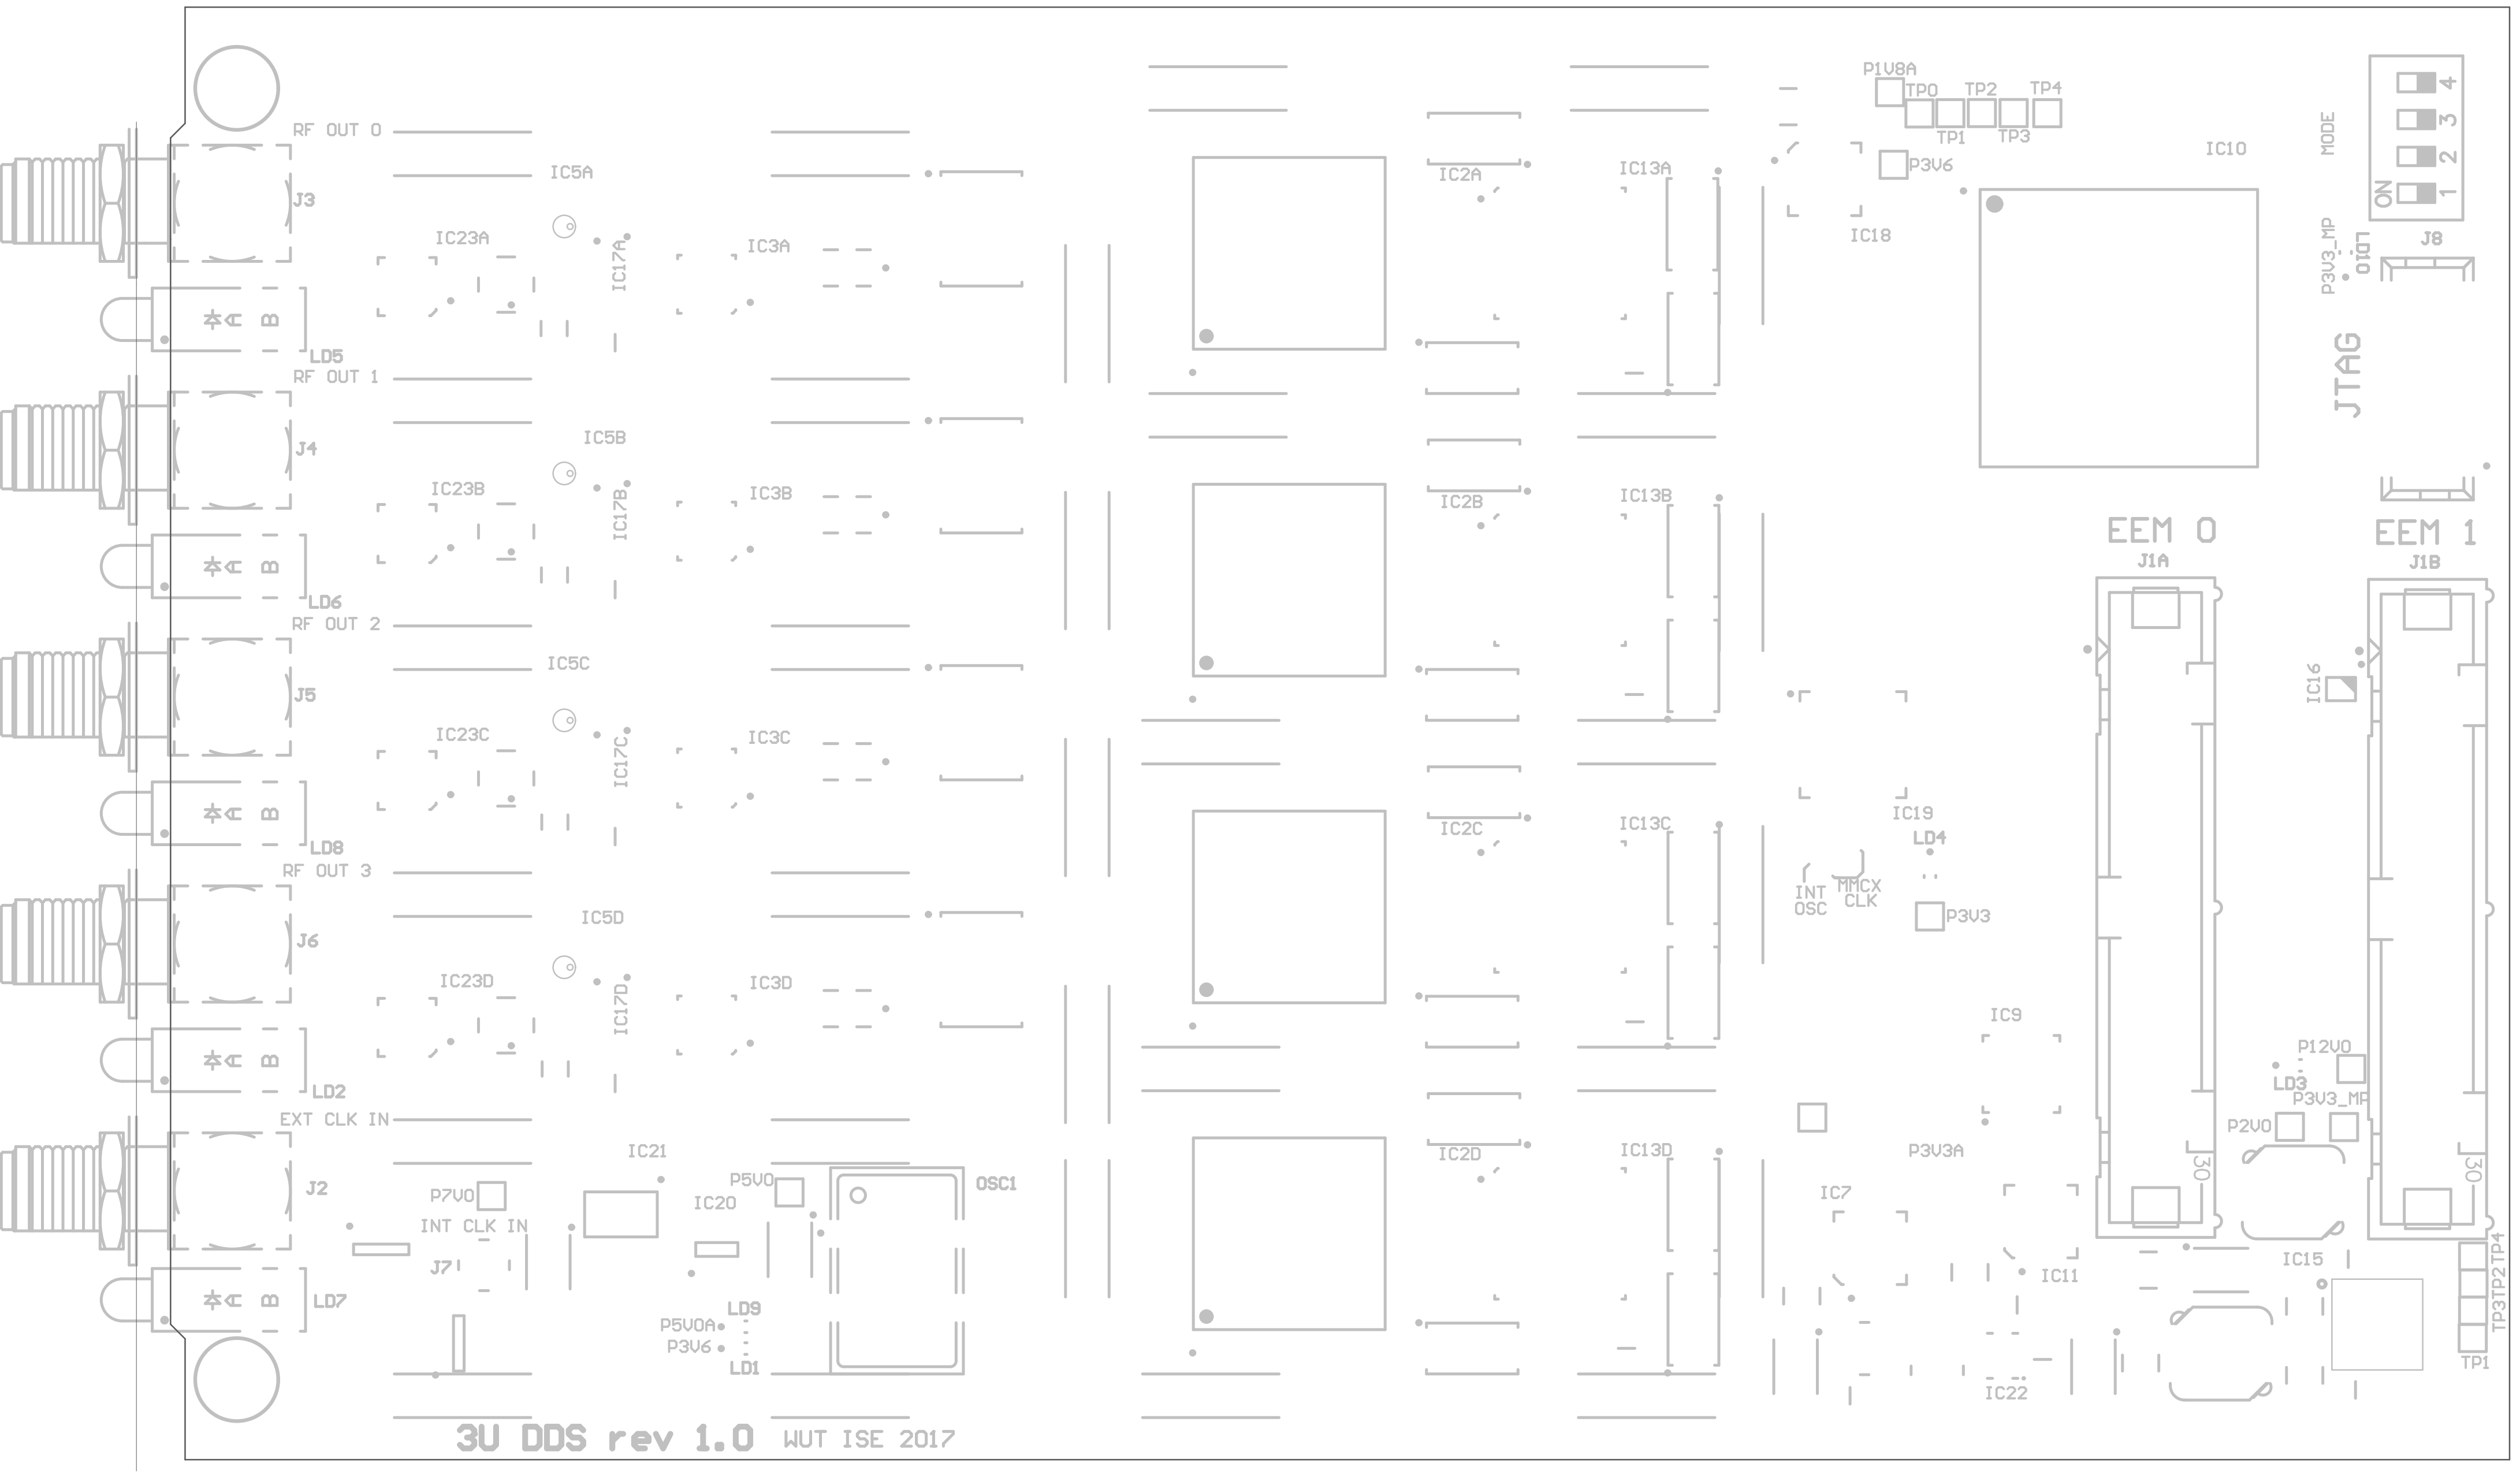 P1V8A
TP0
TP2
TP4
TP1
TP3
P3V6
RF OUT 0
IC5A
IC2A
IC13A
IC10
MODE
ON
1
2
3
4
J8
J3
IC23A
IC17A
IC3A
IC18
P3V3_MP
LD10
A
B
LD5
RF OUT 1
JTAG
J4
IC5B
IC23B
IC17B
IC3B
IC2B
IC13B
EEM 0
EEM 1
J1A
J1B
A
B
LD6
RF OUT 2
IC5C
J5
IC16
IC23C
IC17C
IC3C
IC2C
IC13C
IC19
LD4
A
B
LD8
RF OUT 3
INT
OSC
MMCX
CLK
P3V3
IC5D
J6
IC23D
IC17D
IC3D
IC9
P12V0
LD3
P3V3_MP
A
B
LD2
EXT CLK IN
P2V0
IC21
IC2D
IC13D
P3V3A
30
30
J2
P7V0
P5V0
IC20
OSC1
IC7
INT CLK IN
J7
IC11
IC15
TP4
TP2
TP3
TP1
A
B
LD7
LD9
P5V0A
P3V6
LD1
IC22
3U DDS rev 1.0
WUT ISE 2017